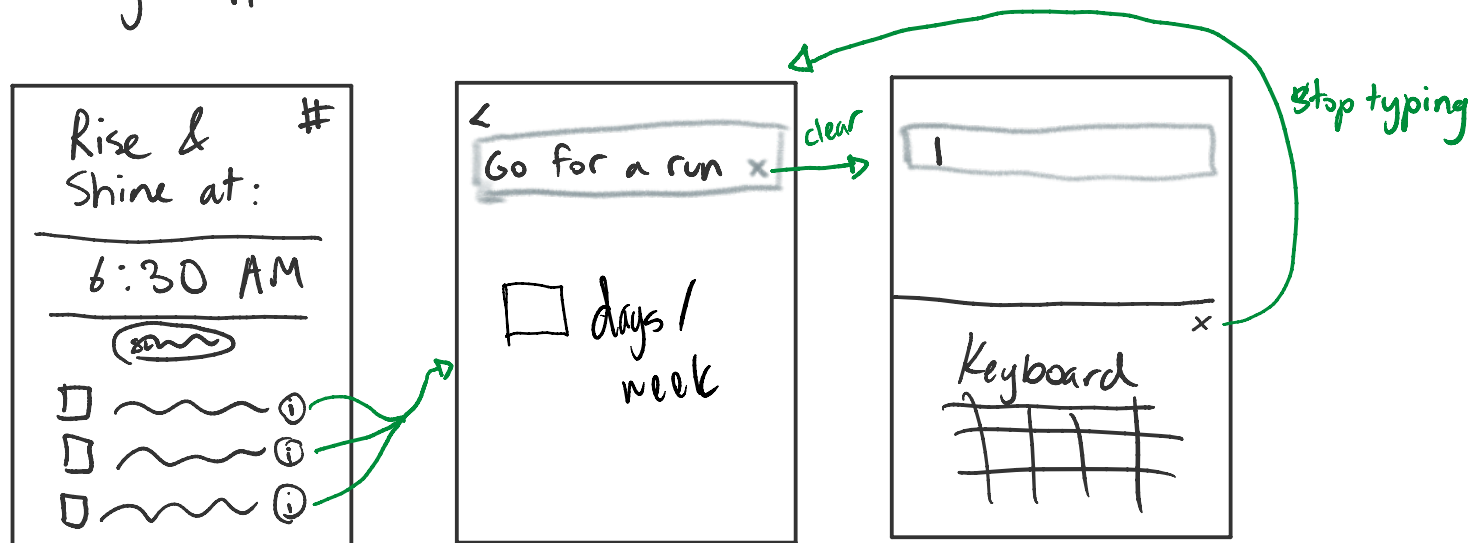 Rise & #
Shine at:
6:30 AM
i
i
i
<
Go for a run x
clear
days/
week
Stop typing
x
Keyboard